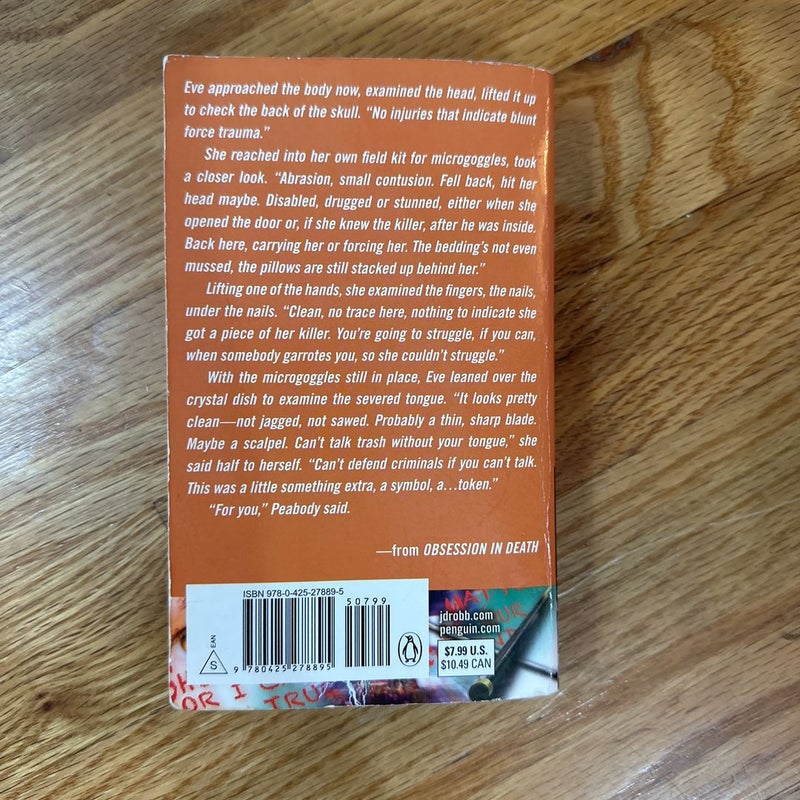 Eve approached the body now, examined the head, lifted it up
to check the back of the skull. “No injuries that indicate blunt
force trauma.”
She reached into her own field kit for microgoggles, took
a closer look. “Abrasion, small contusion. Fell back, hit her
head maybe. Disabled, drugged or stunned, either when she
opened the door or, if she knew the killer, after he was inside.
Back here, carrying her or forcing her. The bedding’s not even
mussed, the pillows are still stacked up behind her.”
Lifting one of the hands, she examined the fingers, the nails,
under the nails. “Clean, no trace here, nothing to indicate she
got a piece of her killer. You’re going to struggle, if you can,
when somebody garrotes you, so she couldn’t struggle.”
With the microgoggles still in place, Eve leaned over the
crystal dish to examine the severed tongue. “It looks pretty
clean—not jagged, not sawed. Probably a thin, sharp blade.
Maybe a scalpel. Can’t talk trash without your tongue,” she
said half to herself. “Can’t defend criminals if you can’t talk.
This was a little something extra, a symbol, a...token.”
“For you,” Peabody said.
—from OBSESSION IN DEATH
ISBN 978-0-425-27889-5
50799
EAN
S
9 780425 278895
jdrobb.com
penguin.com
$7.99 U.S.
$10.49 CAN
OR I
TRU